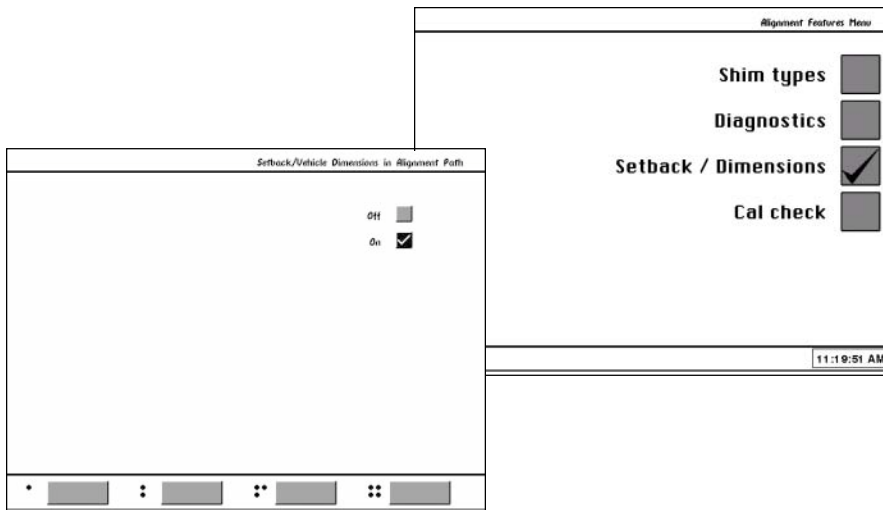 Alignment Features Menu
Shim types
Diagnostics
Setback / Dimensions
Cal check
11:19:51 AM
Setback/Vehicle Dimensions in Alignment Path
Off
On